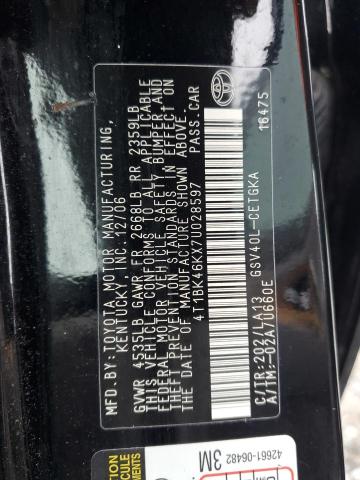 MFD.BY:TOYOTA MOTOR MANUFACTURING,
KENTUCKY, INC.12/06
GVWR 4535LB GAWR FR 2668LB RR 2359LB
THIS VEHICLE CONFORMS TO ALL APPLICABLE
FEDERAL MOTOR VEHICLE SAFETY,BUMPER,AND
THEFT PREVENTION STANDARDS IN EFFECT ON
THE DATE OF MANUFACTURE SHOWN ABOVE.
4T1BK46KX7U028597 PASS.CAR
C/TR:202/LA13 GSV40L-CETGKA
A/TM:-02A/U660E 16475
42661-06482
3M